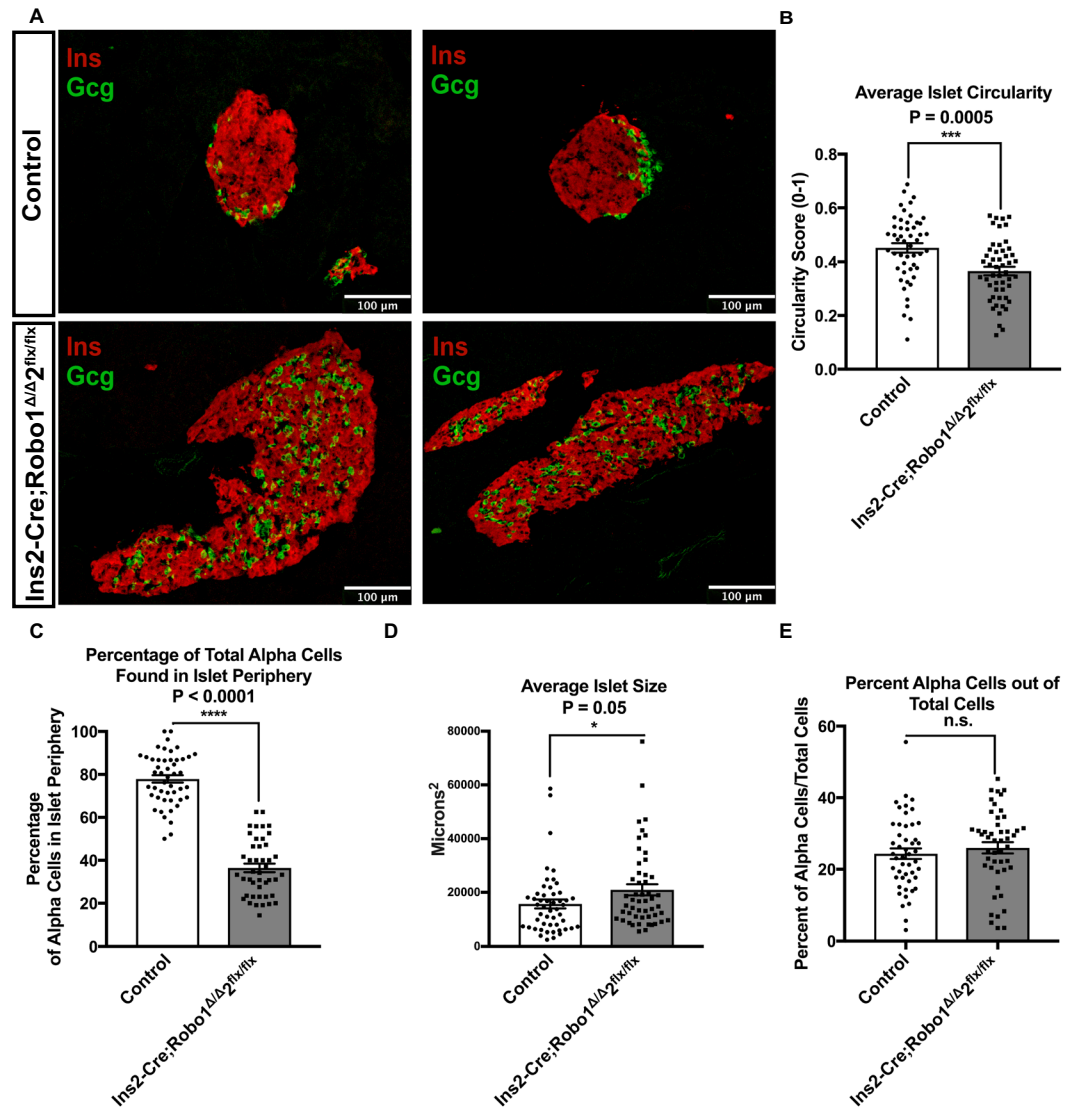 A
Control
Ins
Gcg
100 µm
Ins
Gcg
100 µm
Ins2-Cre;Robo1Δ/Δ2flx/flx
Ins
Gcg
100 µm
Ins
Gcg
100 µm
B
Average Islet Circularity
P = 0.0005
***
Circularity Score (0-1)
0.8
0.6
0.4
0.2
0.0
Control
Ins2-Cre;Robo1Δ/Δ2flx/flx
C
Percentage of Total Alpha Cells
Found in Islet Periphery
P < 0.0001
****
Percentage
of Alpha Cells in Islet Periphery
100
80
60
40
20
0
Control
Ins2-Cre;Robo1Δ/Δ2flx/flx
D
Average Islet Size
P = 0.05
*
Microns2
80000
60000
40000
20000
0
Control
Ins2-Cre;Robo1Δ/Δ2flx/flx
E
Percent Alpha Cells out of
Total Cells
n.s.
Percent of Alpha Cells/Total Cells
60
40
20
0
Control
Ins2-Cre;Robo1Δ/Δ2flx/flx